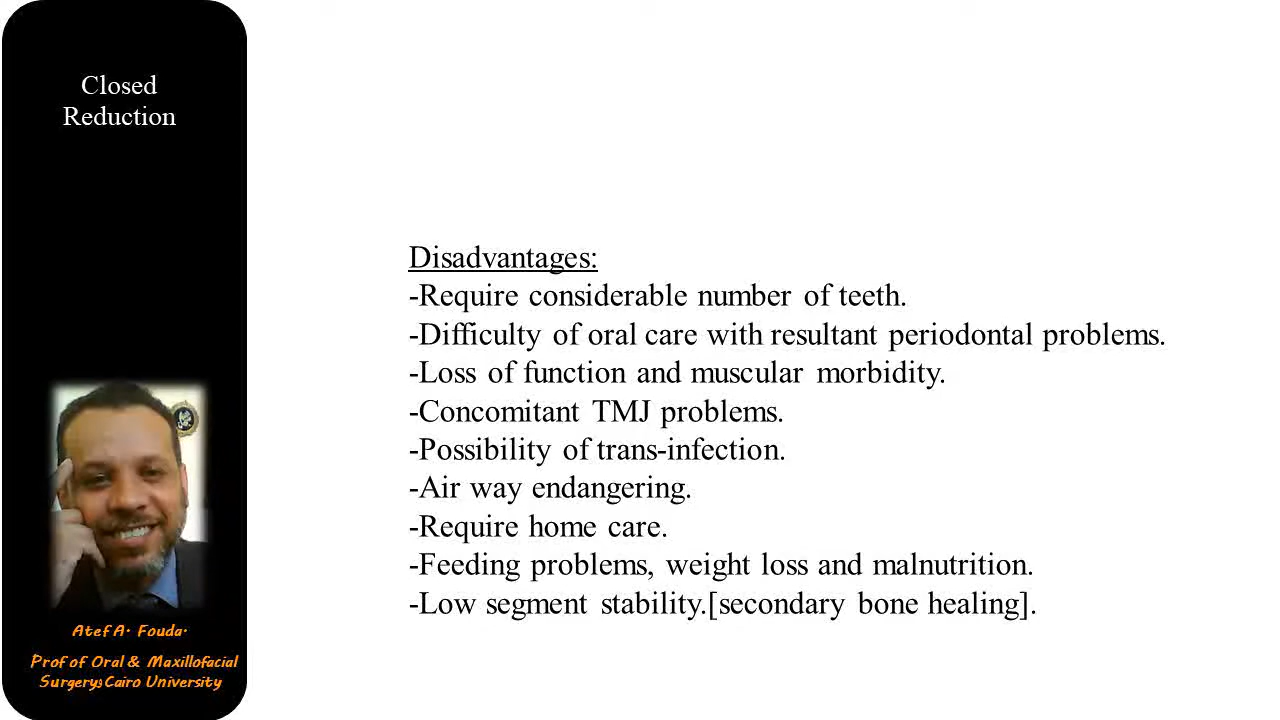 Closed
Reduction
Disadvantages:
-Require considerable number of teeth.
-Difficulty of oral care with resultant periodontal problems.
-Loss of function and muscular morbidity.
-Concomitant TMJ problems.
-Possibility of trans-infection.
-Air way endangering.
-Require home care.
-Feeding problems, weight loss and malnutrition.
-Low segment stability.[secondary bone healing].
Atef A. Fouda.
Prof of Oral & Maxillofacial
Surgery,Cairo University